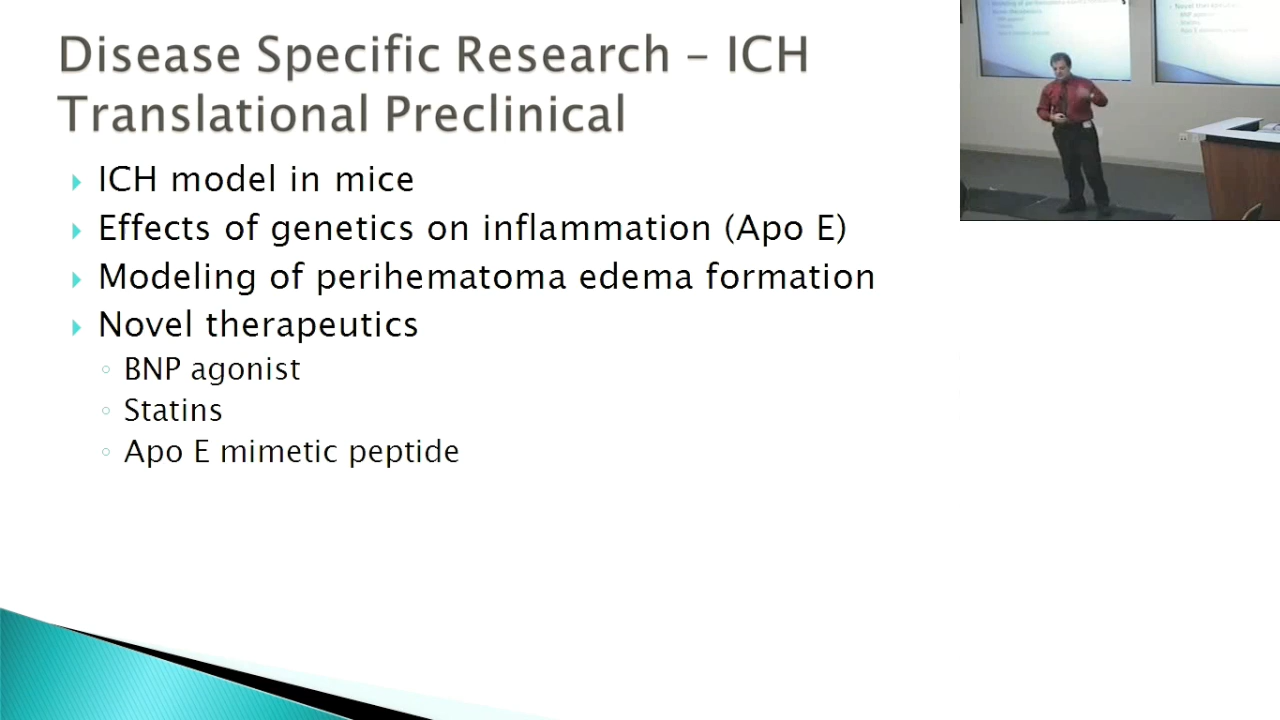 Disease Specific Research – ICH
Translational Preclinical
ICH model in mice
Effects of genetics on inflammation (Apo E)
Modeling of perihematoma edema formation
Novel therapeutics
BNP agonist
Statins
Apo E mimetic peptide